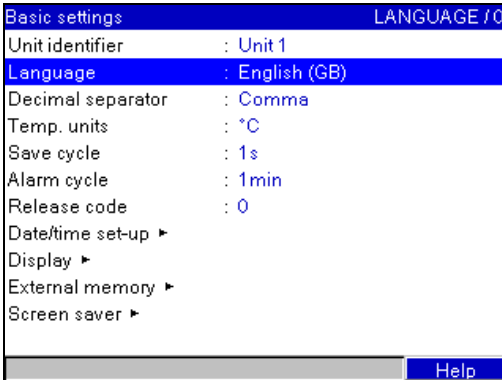 Basic settings LANGUAGE / 0
Unit identifier : Unit 1
Language : English (GB)
Decimal separator : Comma
Temp. units : °C
Save cycle : 1s
Alarm cycle : 1min
Release code : 0
Date/time set-up ►
Display ►
External memory ►
Screen saver ►
Help